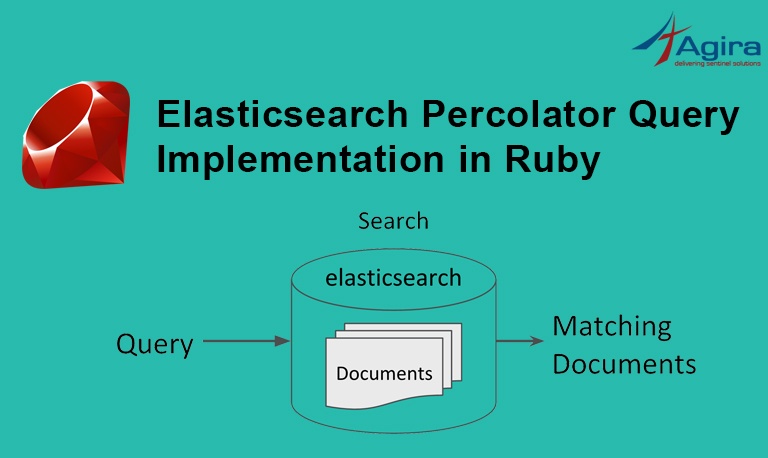 Agira
delivering sentinel solutions
Elasticsearch Percolator Query
Implementation in Ruby
Search
elasticsearch
Query
Documents
Matching
Documents